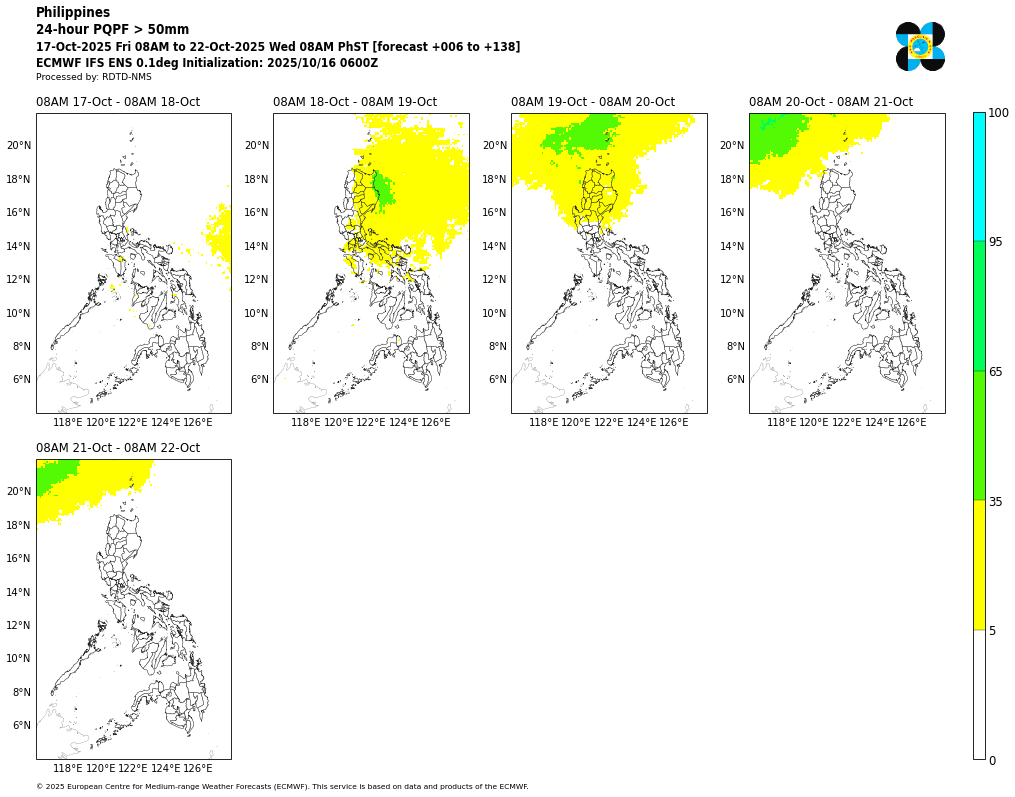 Philippines
24-hour PQPF > 50mm
17-Oct-2025 Fri 08AM to 22-Oct-2025 Wed 08AM PhST [forecast +006 to +138]
ECMWF IFS ENS 0.1deg Initialization: 2025/10/16 0600Z
Processed by: RDTD-NMS
08AM 17-Oct - 08AM 18-Oct
08AM 18-Oct - 08AM 19-Oct
08AM 19-Oct - 08AM 20-Oct
08AM 20-Oct - 08AM 21-Oct
20°N 20°N 20°N 20°N
18°N 18°N 18°N 18°N
16°N 16°N 16°N 16°N
14°N 14°N 14°N 14°N
12°N 12°N 12°N 12°N
10°N 10°N 10°N 10°N
8°N 8°N 8°N 8°N
6°N 6°N 6°N 6°N
118°E 120°E 122°E 124°E 126°E 118°E 120°E 122°E 124°E 126°E 118°E 120°E 122°E 124°E 126°E 118°E 120°E 122°E 124°E 126°E
08AM 21-Oct - 08AM 22-Oct
20°N
18°N
16°N
14°N
12°N
10°N
8°N
6°N
118°E 120°E 122°E 124°E 126°E
100
95
65
35
5
0
© 2025 European Centre for Medium-range Weather Forecasts (ECMWF). This service is based on data and products of the ECMWF.